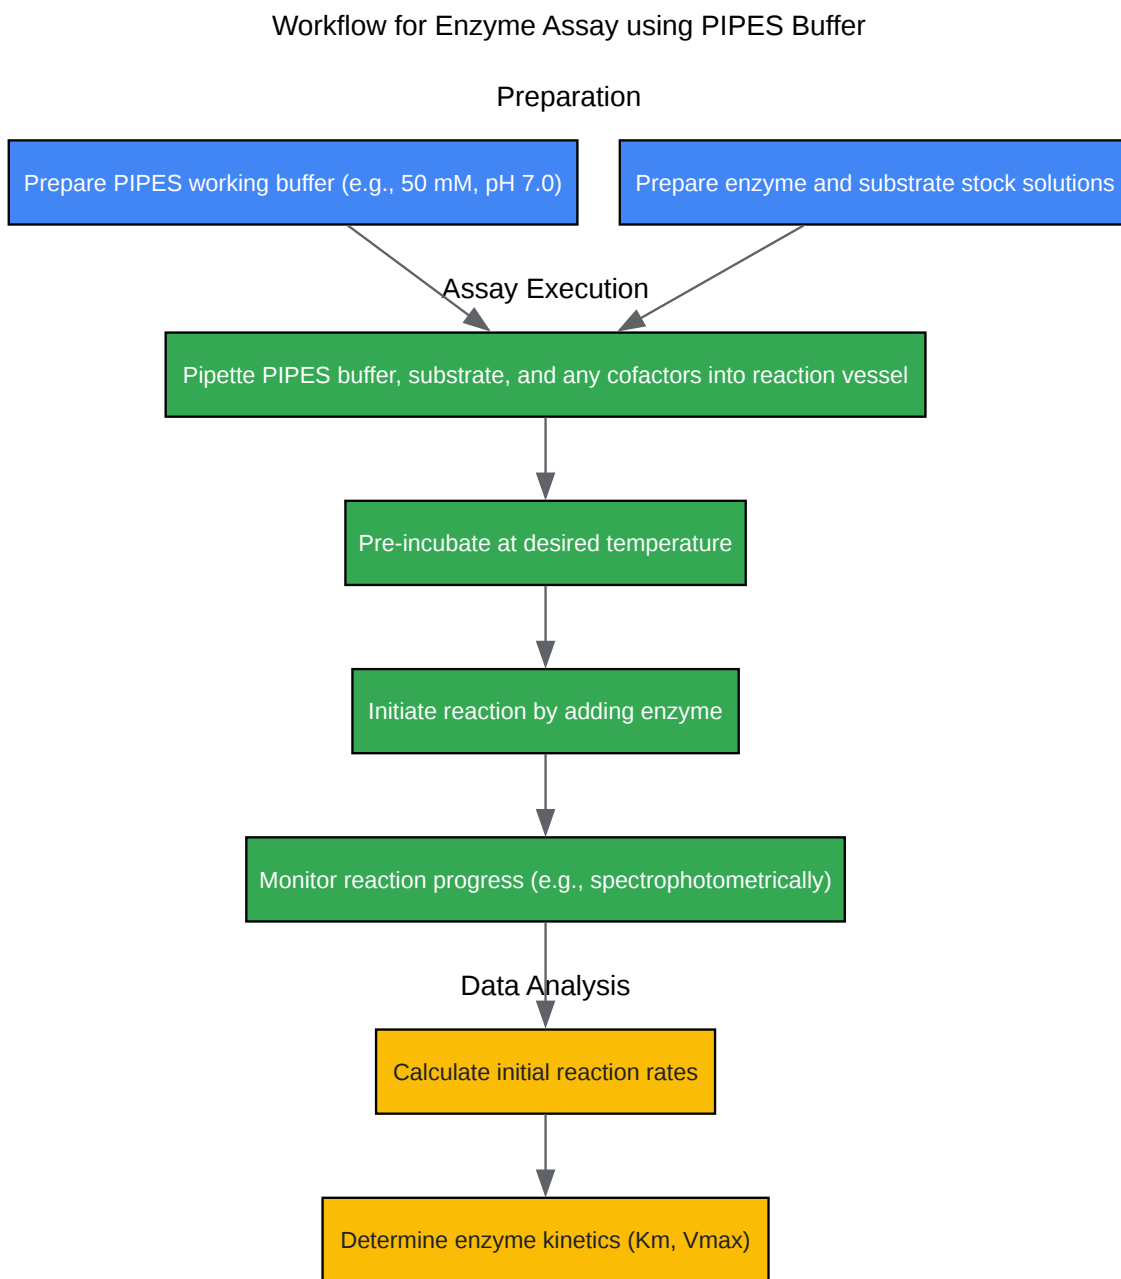 Workflow for Enzyme Assay using PIPES Buffer
Preparation
Prepare PIPES working buffer (e.g., 50 mM, pH 7.0)
Prepare enzyme and substrate stock solutions
Assay Execution
Pipette PIPES buffer, substrate, and any cofactors into reaction vessel
Pre-incubate at desired temperature
Initiate reaction by adding enzyme
Monitor reaction progress (e.g., spectrophotometrically)
Data Analysis
Calculate initial reaction rates
Determine enzyme kinetics (Km, Vmax)